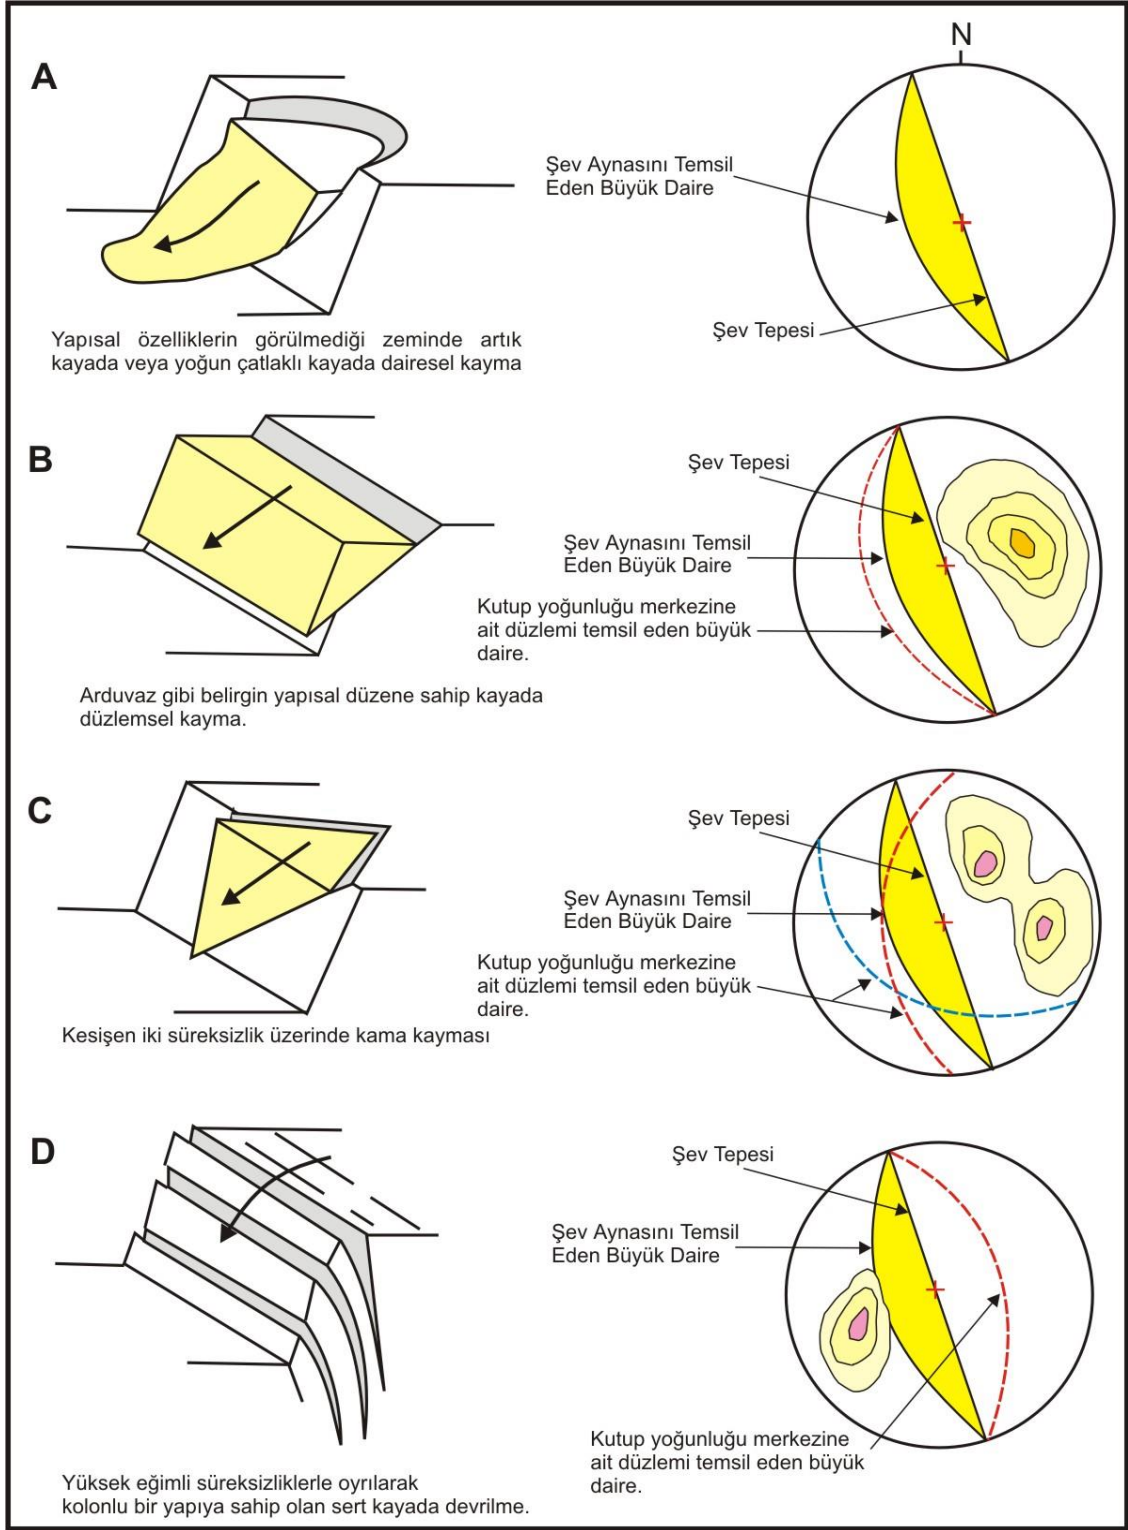 N
A
Şev Aynasını Temsil
Eden Büyük Daire
Şev Tepesi
Yapısal özelliklerin görülmediği zeminde artık
kayada veya yoğun çatlaklı kayada dairesel kayma
B
Şev Tepesi
Şev Aynasını Temsil
Eden Büyük Daire
Kutup yoğunluğu merkezine
ait düzlemi temsil eden büyük
daire.
Arduvaz gibi belirgin yapısal düzene sahip kayada
düzlemsel kayma.
C
Şev Tepesi
Şev Aynasını Temsil
Eden Büyük Daire
Kutup yoğunluğu merkezine
ait düzlemi temsil eden büyük
daire.
Kesişen iki süreksizlik üzerinde kama kayması
D
Şev Tepesi
Şev Aynasını Temsil
Eden Büyük Daire
Kutup yoğunluğu merkezine
ait düzlemi temsil eden büyük
daire.
Yüksek eğimli süreksizliklerle oyrılarak
kolonlu bir yapıya sahip olan sert kayada devrilme.